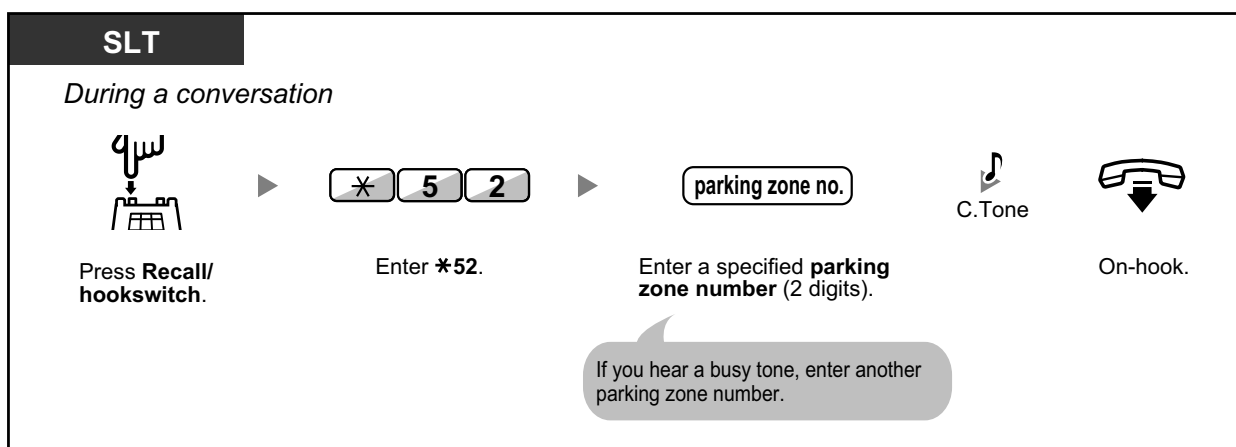 SLT
During a conversation
5 2
parking zone no.
C.Tone
Press Recall/
hookswitch.
Enter ✳52.
Enter a specified parking
zone number (2 digits).
On-hook.
If you hear a busy tone, enter another
parking zone number.